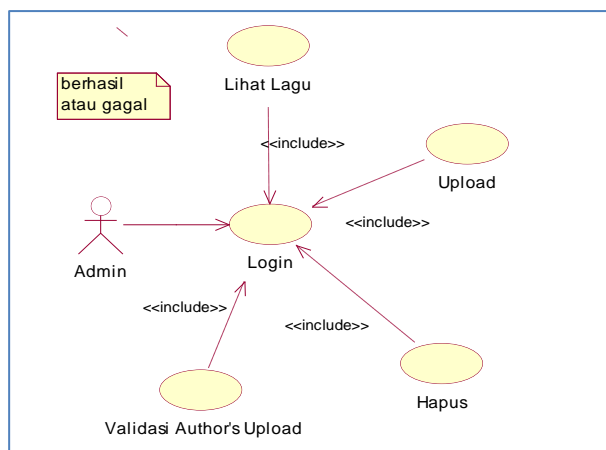 berhasil
atau gagal
Lihat Lagu
<<include>>
Upload
<<include>>
Admin
Login
<<include>>
<<include>>
Hapus
Validasi Author's Upload